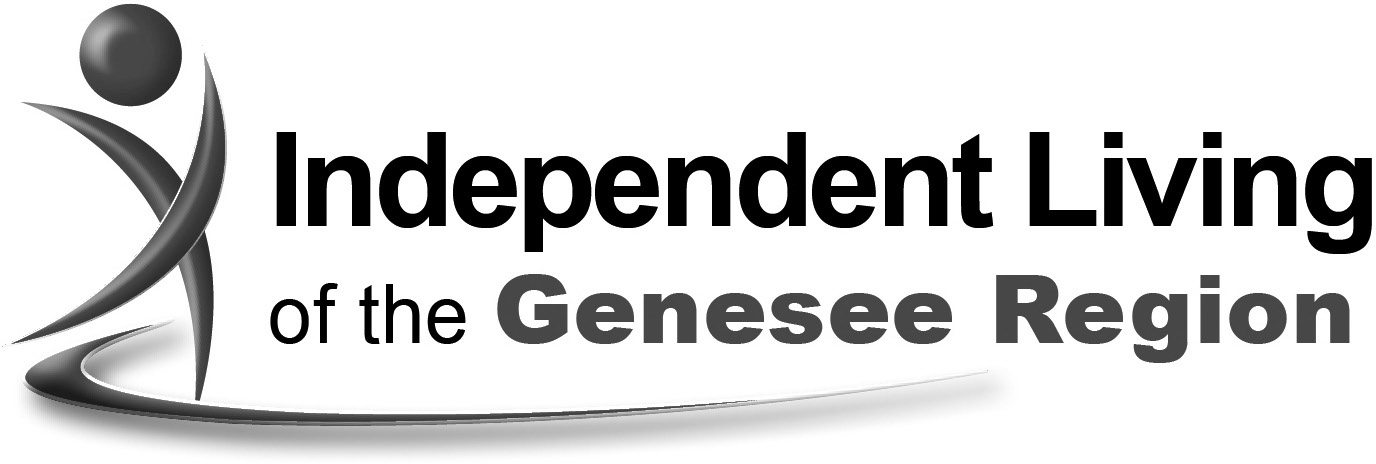 Independent Living
of the Genesee Region